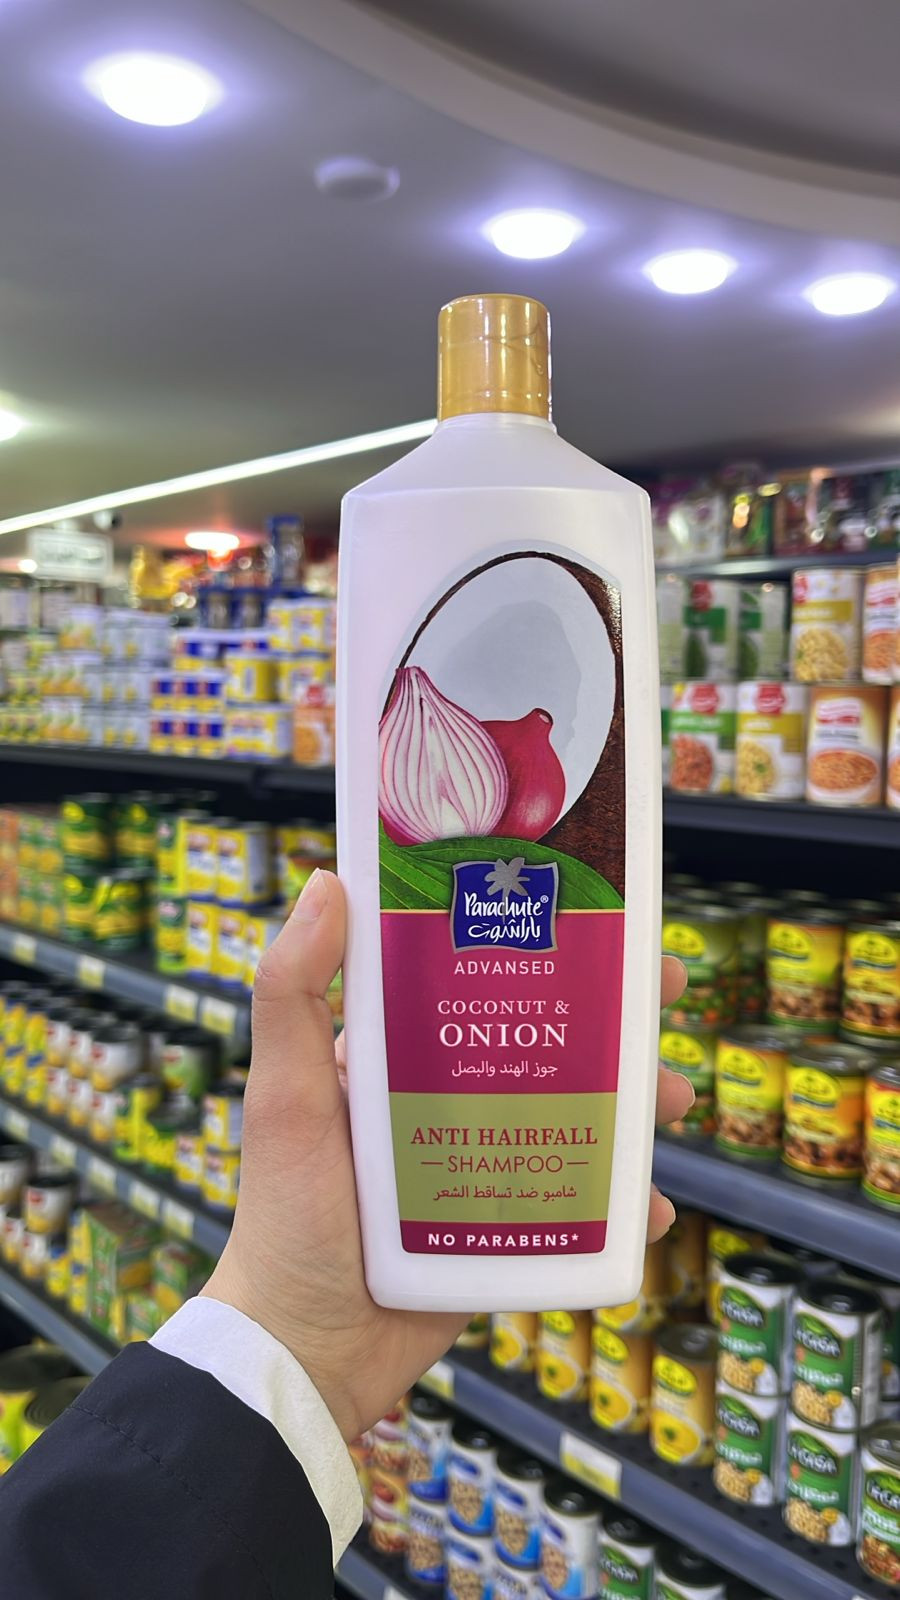 Parachute®
باراشوت
ADVANSED
COCONUT &
ONION
جوز الهند والبصل
ANTI HAIRFALL
SHAMPOO
شامبو ضد تساقط الشعر
NO PARABENS*